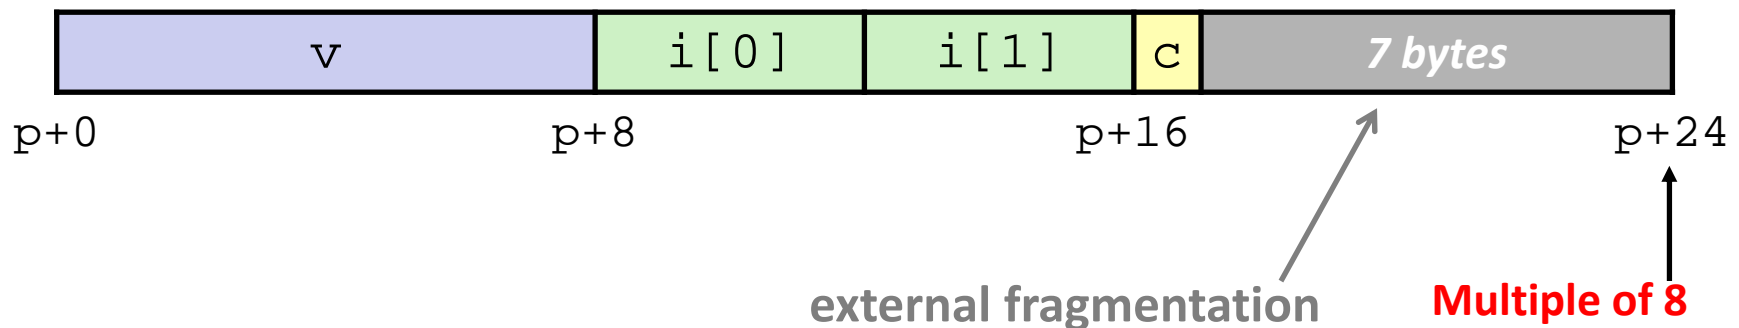 v i[0] i[1] c 7 bytes
p+0 p+8 p+16 p+24
external fragmentation Multiple of 8